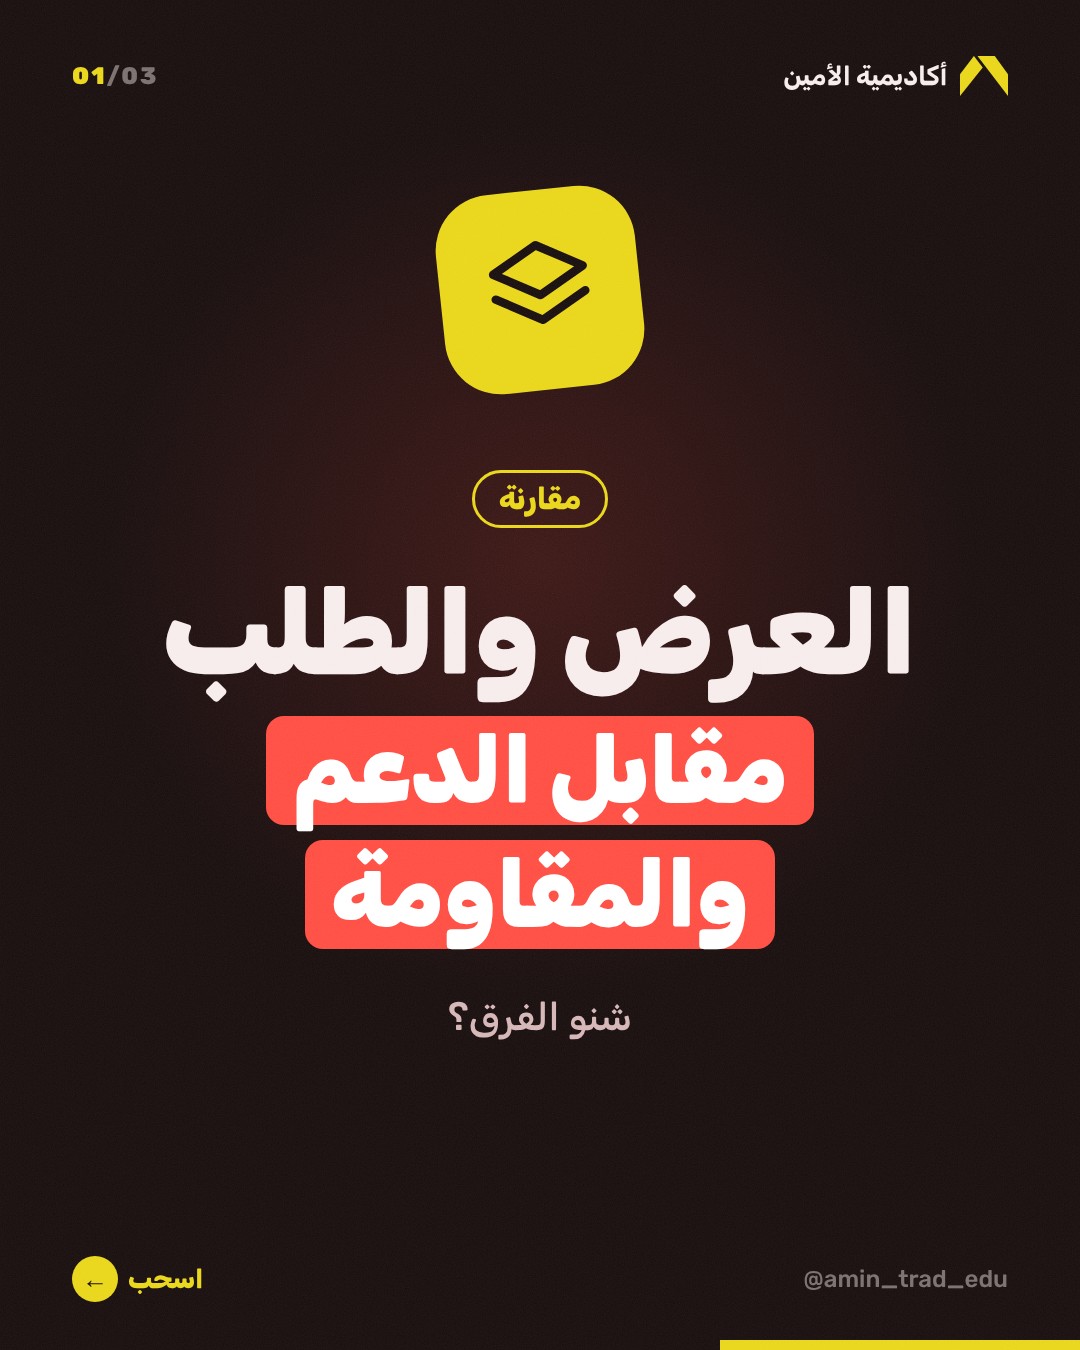 أكاديمية الأمين
01/03
مقارنة
العرض والطلب
مقابل الدعم
والمقاومة
شنو الفرق؟
@amin_trad_edu
اسحب ←